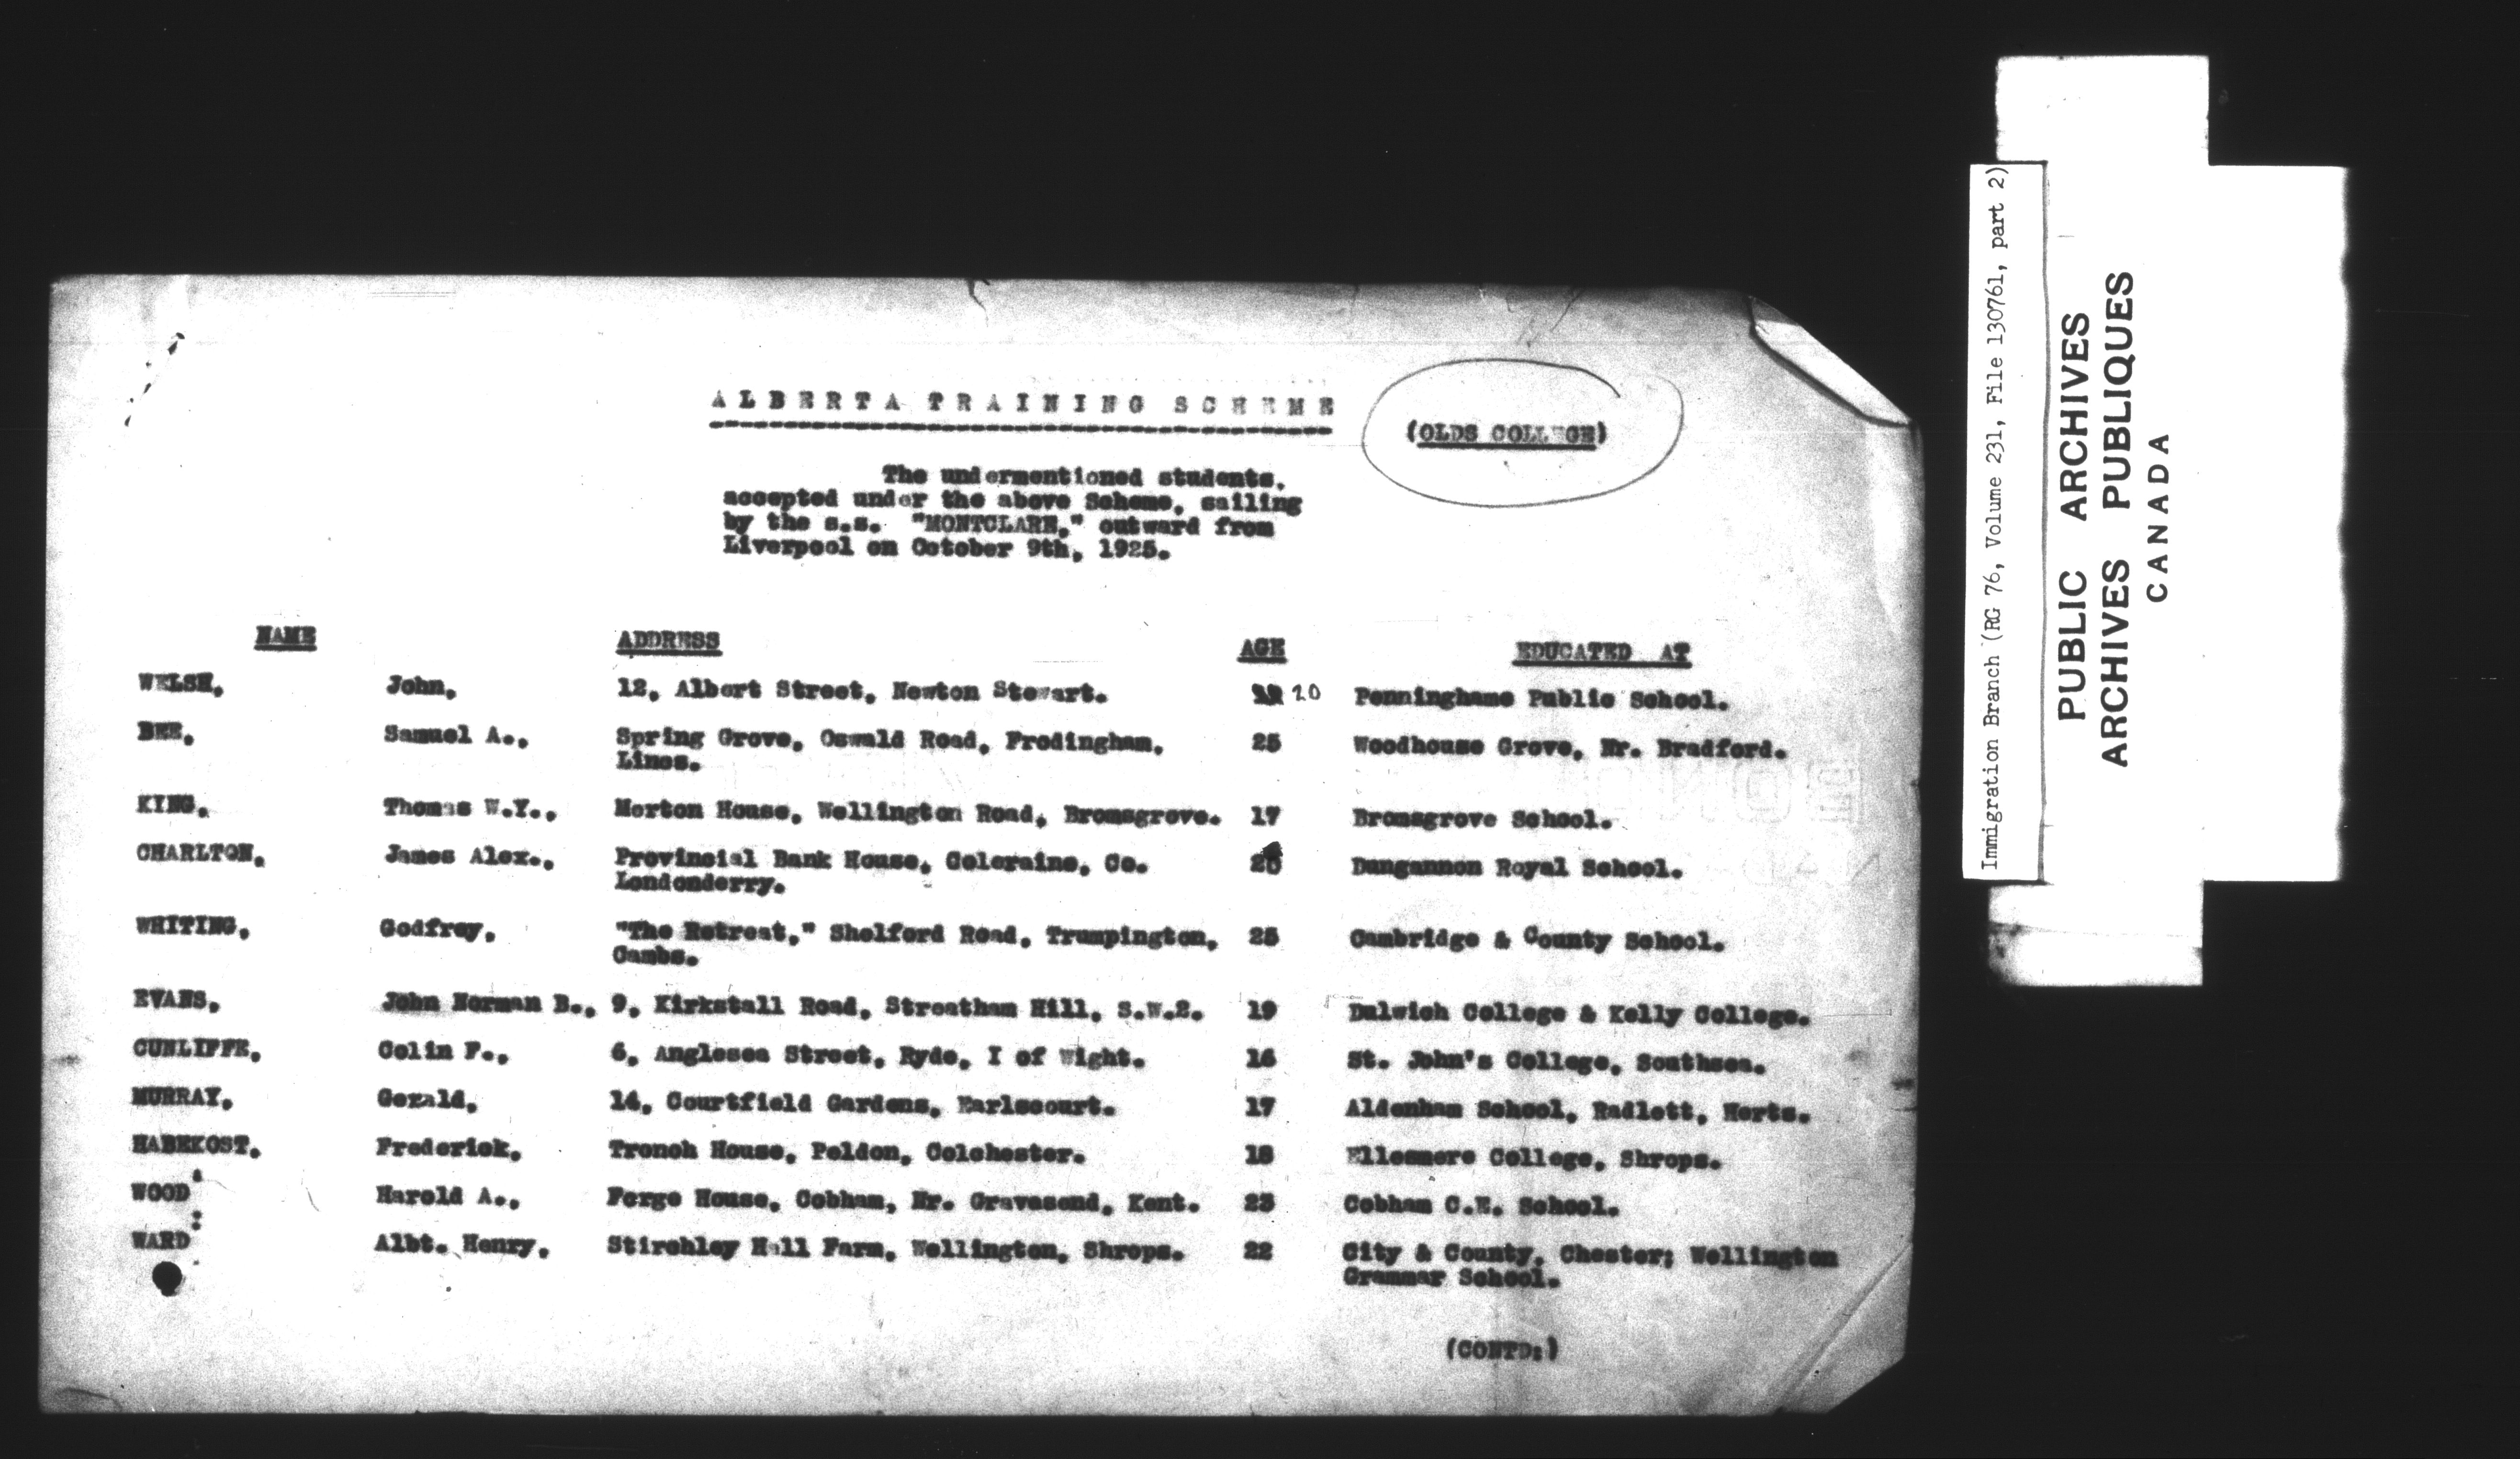 ALBERTA TRAINING SCHEME
(OLDS COLLEGE)
The undermentioned students,
accepted under the above Scheme, sailing
by the s.s. "MONTCLARE," outward from
Liverpool on October 9th, 1925.
NAME ADDRESS AGE EDUCATED AT
WELSH, John, 12, Albert Street, Newton Stewart. 20 Penninghame Public School.
BEE, Samuel A., Spring Grove, Oswald Road, Frodingham, 25 Woodhouse Grove, Nr. Bradford.
Lincs.
KING, Thomas W.Y., Morton House, Wellington Road, Bromsgrove. 17 Bromsgrove School.
CHARLTON, James Alex., Provincial Bank House, Coleraine, Co. Dungannon Royal School.
Londonderry.
WHITING, Godfrey, "The Retreat," Shelford Road, Trumpington, 25 Cambridge & County School.
Cambs.
EVANS, John Norman B., 9, Kirkstall Road, Streatham Hill, S.W.2. 19 Dulwich College & Kelly College.
CUNLIFFE, Colin F., 6, Anglesea Street, Ryde, I of Wight. 16 St. John's College, Southsea.
MURRAY, Gerald, 14, Courtfield Gardens, Earlscourt. 17 Aldenham School, Radlett, Herts.
HABEKOST, Frederick, Tronoh House, Peldon, Colchester. 18 Ellesmere College, Shrops.
WOOD Harold A., Forge House, Cobham, Nr. Gravesend, Kent. 23 Cobham C.E. School.
WARD Albt. Henry, Stirchley Hall Farm, Wellington, Shrops. 22 City & County, Chester; Wellington
Grammar School.
(CONTD:)
Immigration Branch (RG 76, Volume 231, File 130761, part 2)
PUBLIC ARCHIVES
ARCHIVES PUBLIQUES
CANADA